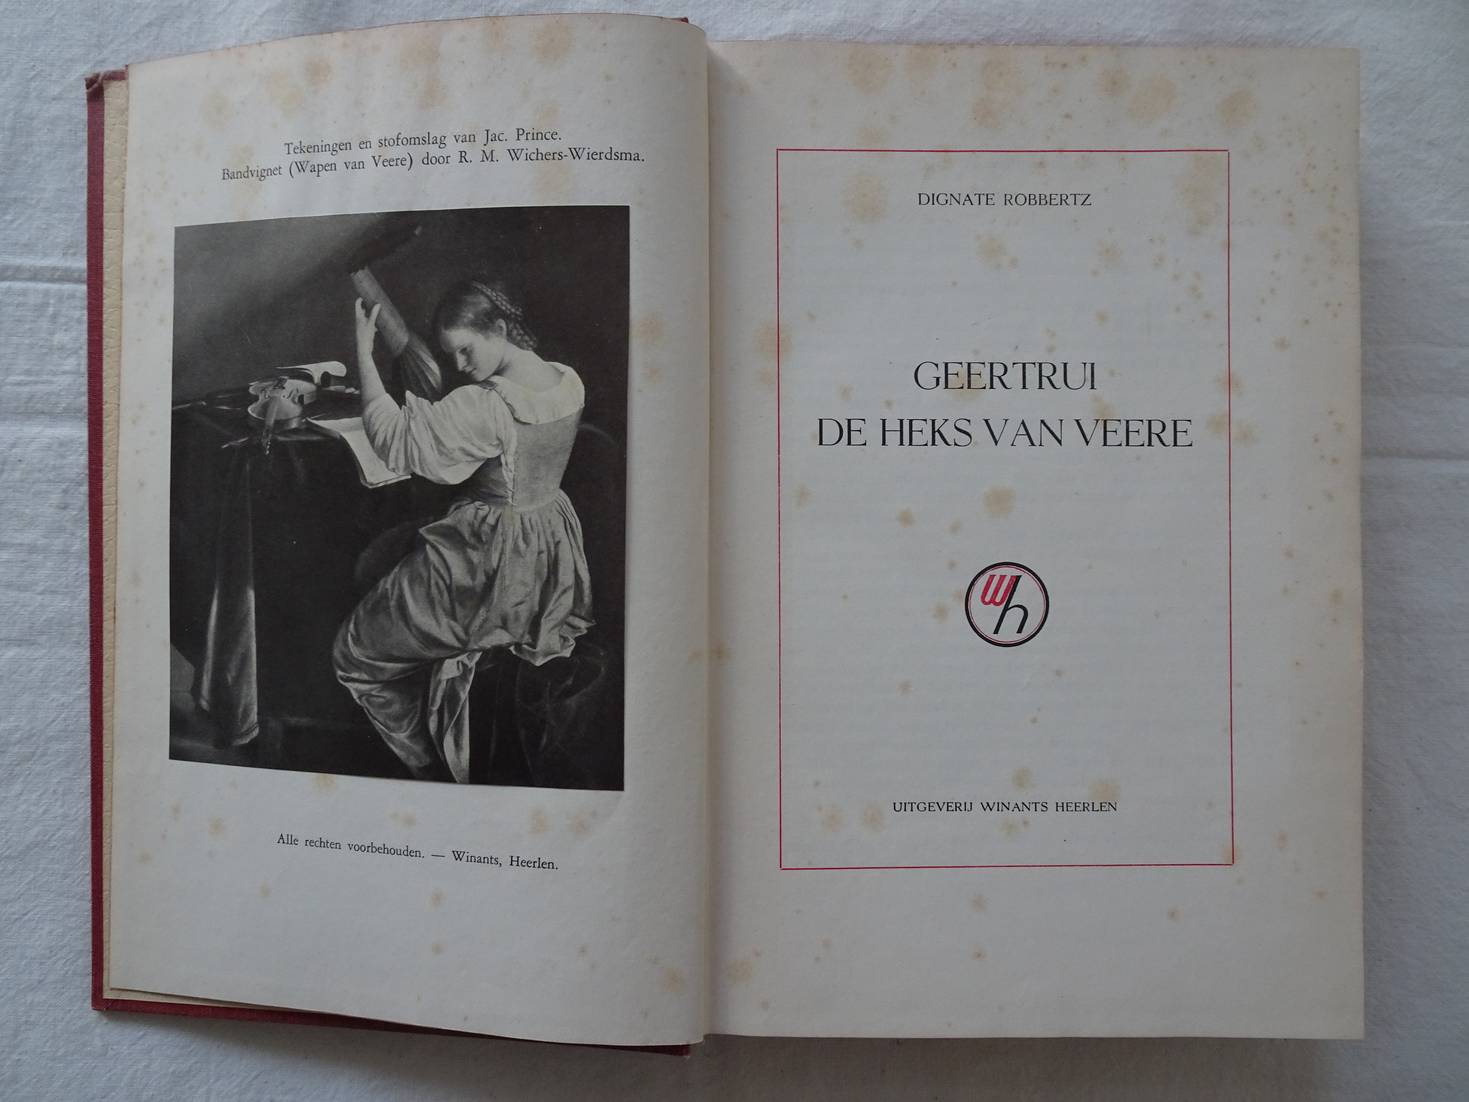 Tekeningen en stofomslag van Jac. Prince.
Bandvignet (Wapen van Veere) door R. M. Wichers-Wierdsma.
Alle rechten voorbehouden. — Winants, Heerlen.
DIGNATE ROBBERTZ
GEERTRUI
DE HEKS VAN VEERE
Wh
UITGEVERIJ WINANTS HEERLEN